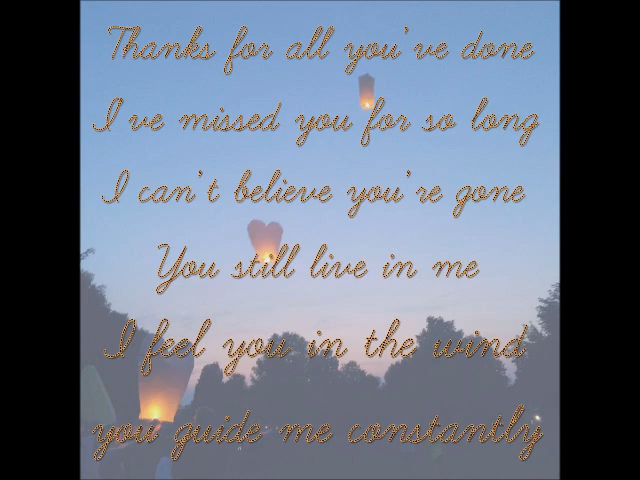 Thanks for all you've done
I've missed you for so long
I can't believe you're gone
You still live in me
I feel you in the wind
you guide me constantly